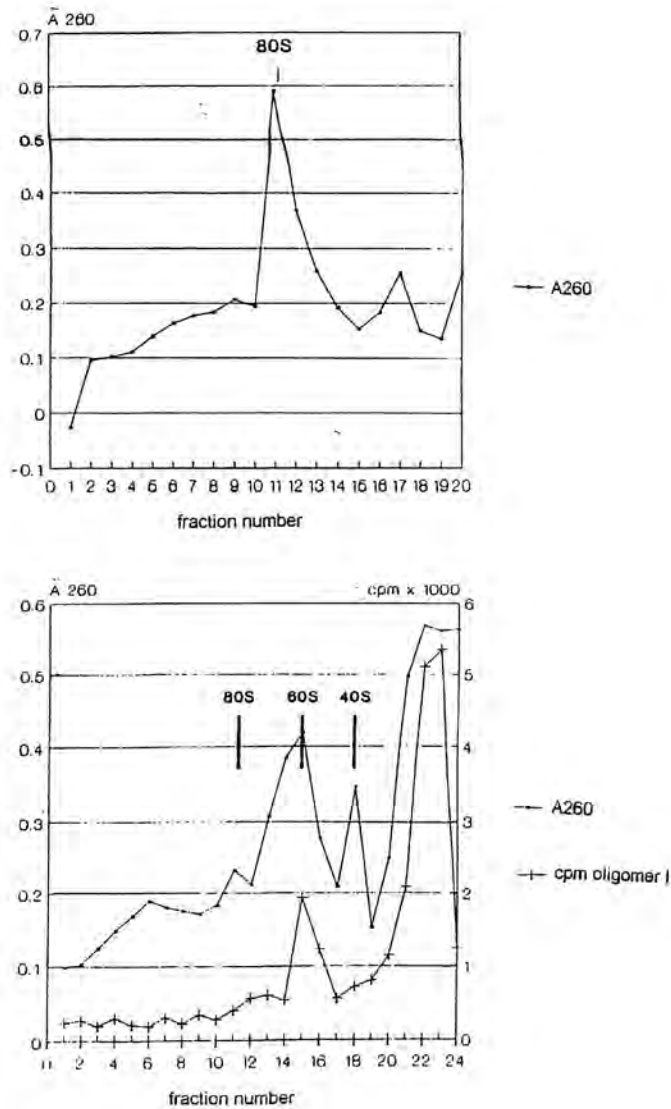 A 260
0.7
80S
0.6
0.5
0.4
0.3
A260
0.2
0.1
0
-0.1
0 1 2 3 4 5 6 7 8 9 10 11 12 13 14 15 16 17 18 19 20
fraction number
A 260 cpm x 1000
0.6 6
0.5 80S 60S 40S 5
0.4 4
0.3 3
A260
0.2 2
cpm oligomer I
0.1 1
0 0
0 2 4 6 8 10 12 14 16 18 20 22 24
fraction number